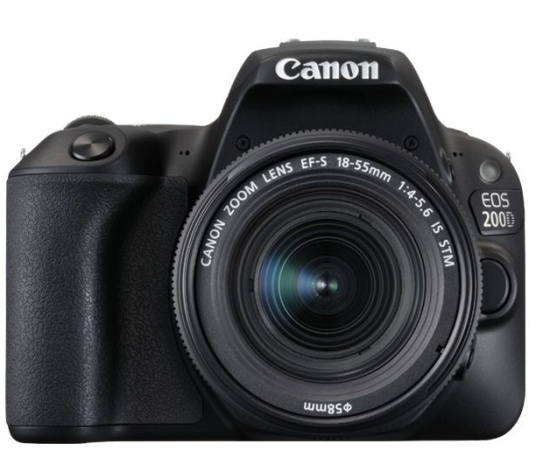 Canon
CANON ZOOM LENS EF-S 18-55mm 1:4-5.6 IS STM
EOS
200D
φ58mm